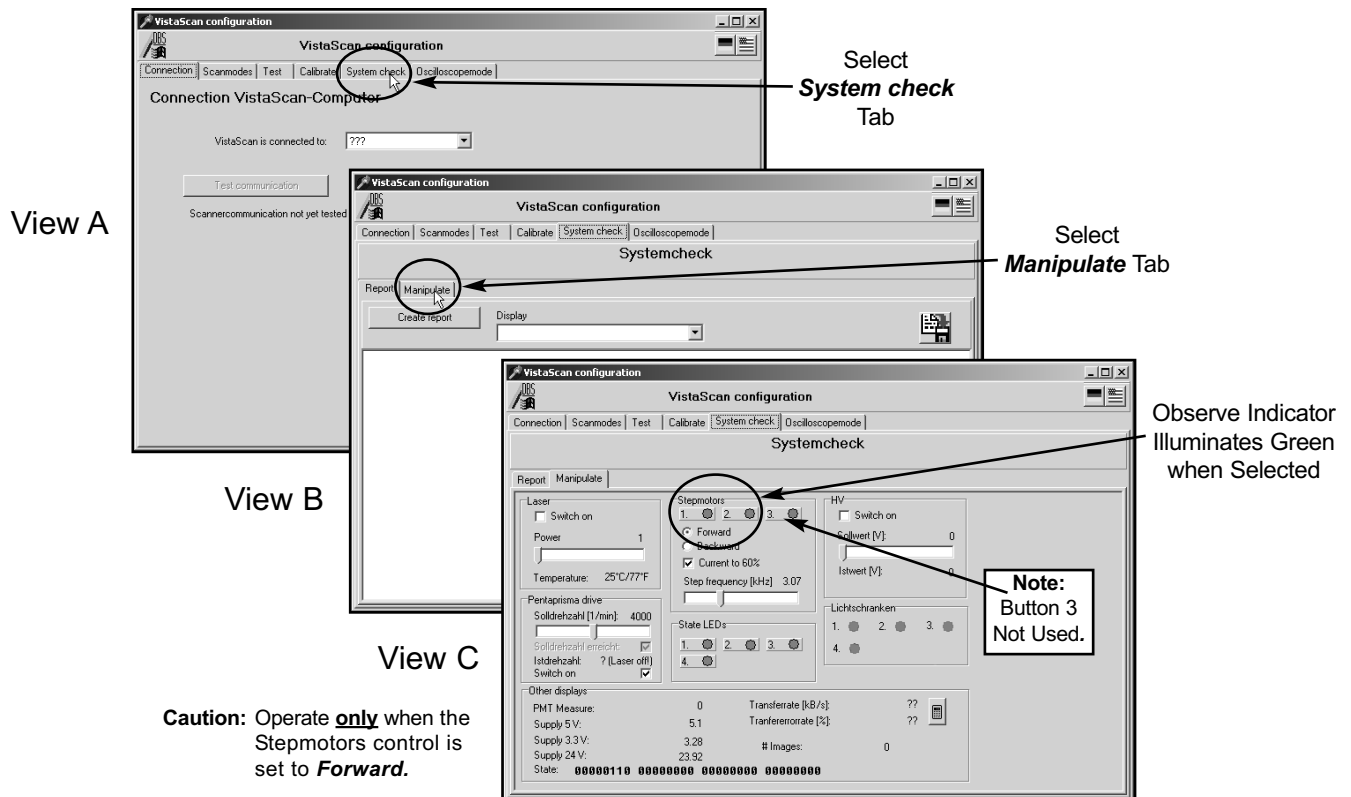 VistaScan configuration
DBS
VistaScan configuration
Connection Scanmodes Test Calibrate System check Oscilloscopemode
Connection VistaScan-Computer
VistaScan is connected to: ???
Test communication
Scannercommunication not yet tested
Select
System check
Tab
View A
VistaScan configuration
DBS
VistaScan configuration
Connection Scanmodes Test Calibrate System check Oscilloscopemode
Systemcheck
Report Manipulate
Create report
Display
Select
Manipulate Tab
View B
VistaScan configuration
DBS
VistaScan configuration
Connection Scanmodes Test Calibrate System check Oscilloscopemode
Systemcheck
Report Manipulate
Laser
Switch on
Power 1
Temperature: 25°C/77°F
Stepmotors
1. 2. 3.
Forward
Backward
Current to 60%
Step frequency [kHz] 3.07
HV
Switch on
Sollwert [V]: 0
Istwert [V]: 0
Pentaprisma drive
Solldrehzahl [1/min]: 4000
Solldrehzahl erreicht:
Istdrehzahl: ? (Laser off!)
Switch on
State LEDs
1. 2. 3.
4.
Lichtschranken
1. 2. 3.
4.
Other displays
PMT Measure: 0
Supply 5 V: 5.1
Supply 3.3 V: 3.28
Supply 24 V: 23.92
State: 00000110 00000000 00000000 00000000
Transferrate [kB/s]: ??
Tranfererrorrate [%]: ??
# Images: 0
Observe Indicator
Illuminates Green
when Selected
Note:
Button 3
Not Used.
View C
Caution: Operate only when the
Stepmotors control is
set to Forward.